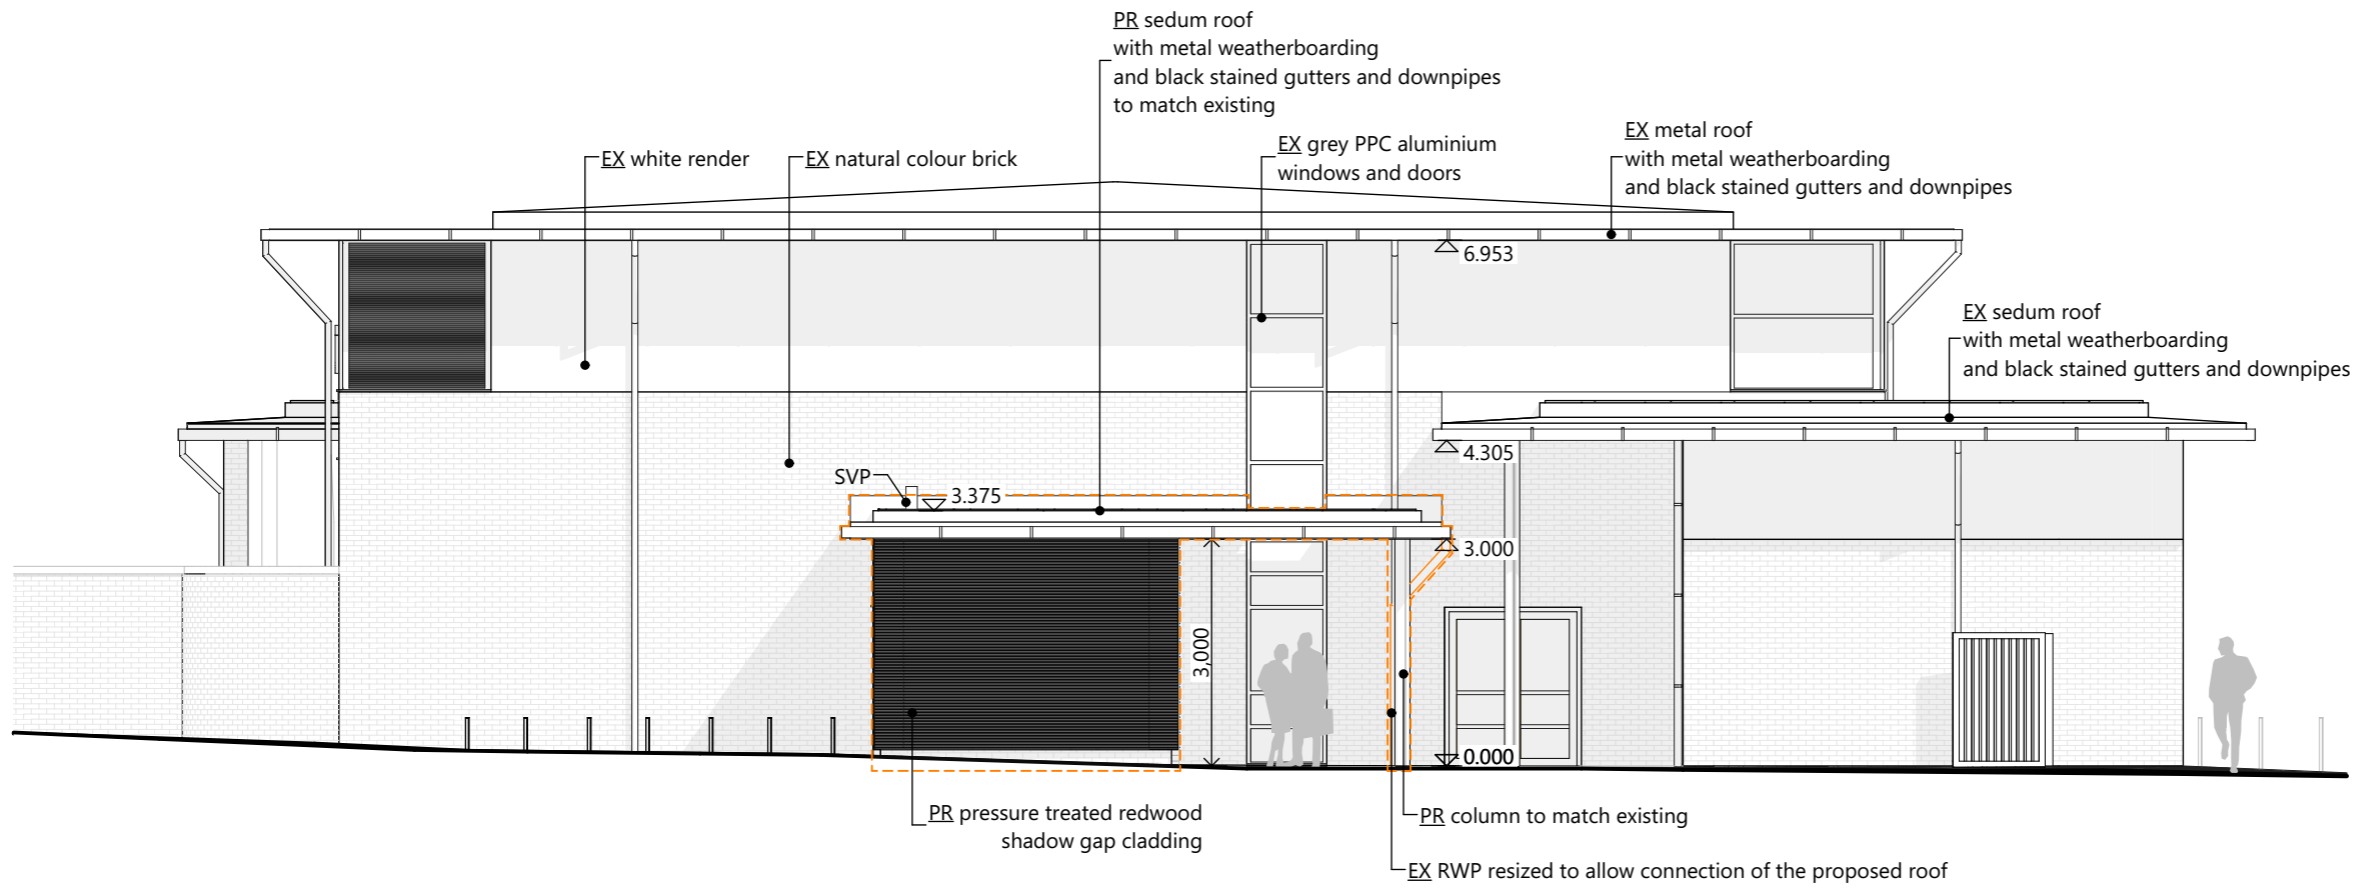 PR sedum roof
with metal weatherboarding
and black stained gutters and downpipes
to match existing
EX white render
EX natural colour brick
EX grey PPC aluminium
windows and doors
EX metal roof
with metal weatherboarding
and black stained gutters and downpipes
6.953
EX sedum roof
with metal weatherboarding
and black stained gutters and downpipes
4.305
SVP
3.375
3.000
3,000
0.000
PR pressure treated redwood
shadow gap cladding
PR column to match existing
EX RWP resized to allow connection of the proposed roof